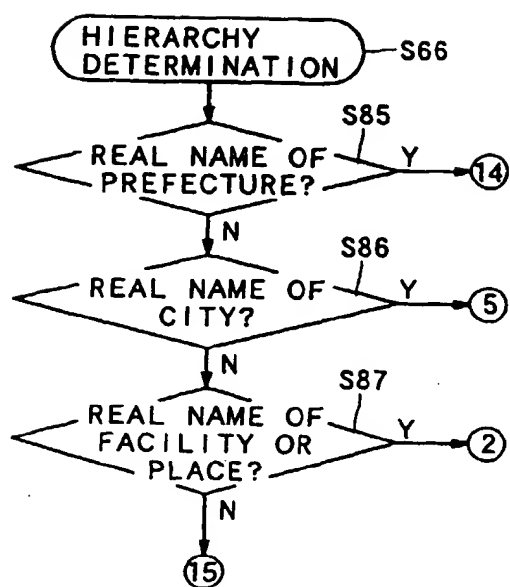 HIERARCHY
DETERMINATION
S66
S85
REAL NAME OF
PREFECTURE?
Y
14
N
S86
REAL NAME OF
CITY?
Y
5
N
S87
REAL NAME OF
FACILITY OR
PLACE?
Y
2
N
15